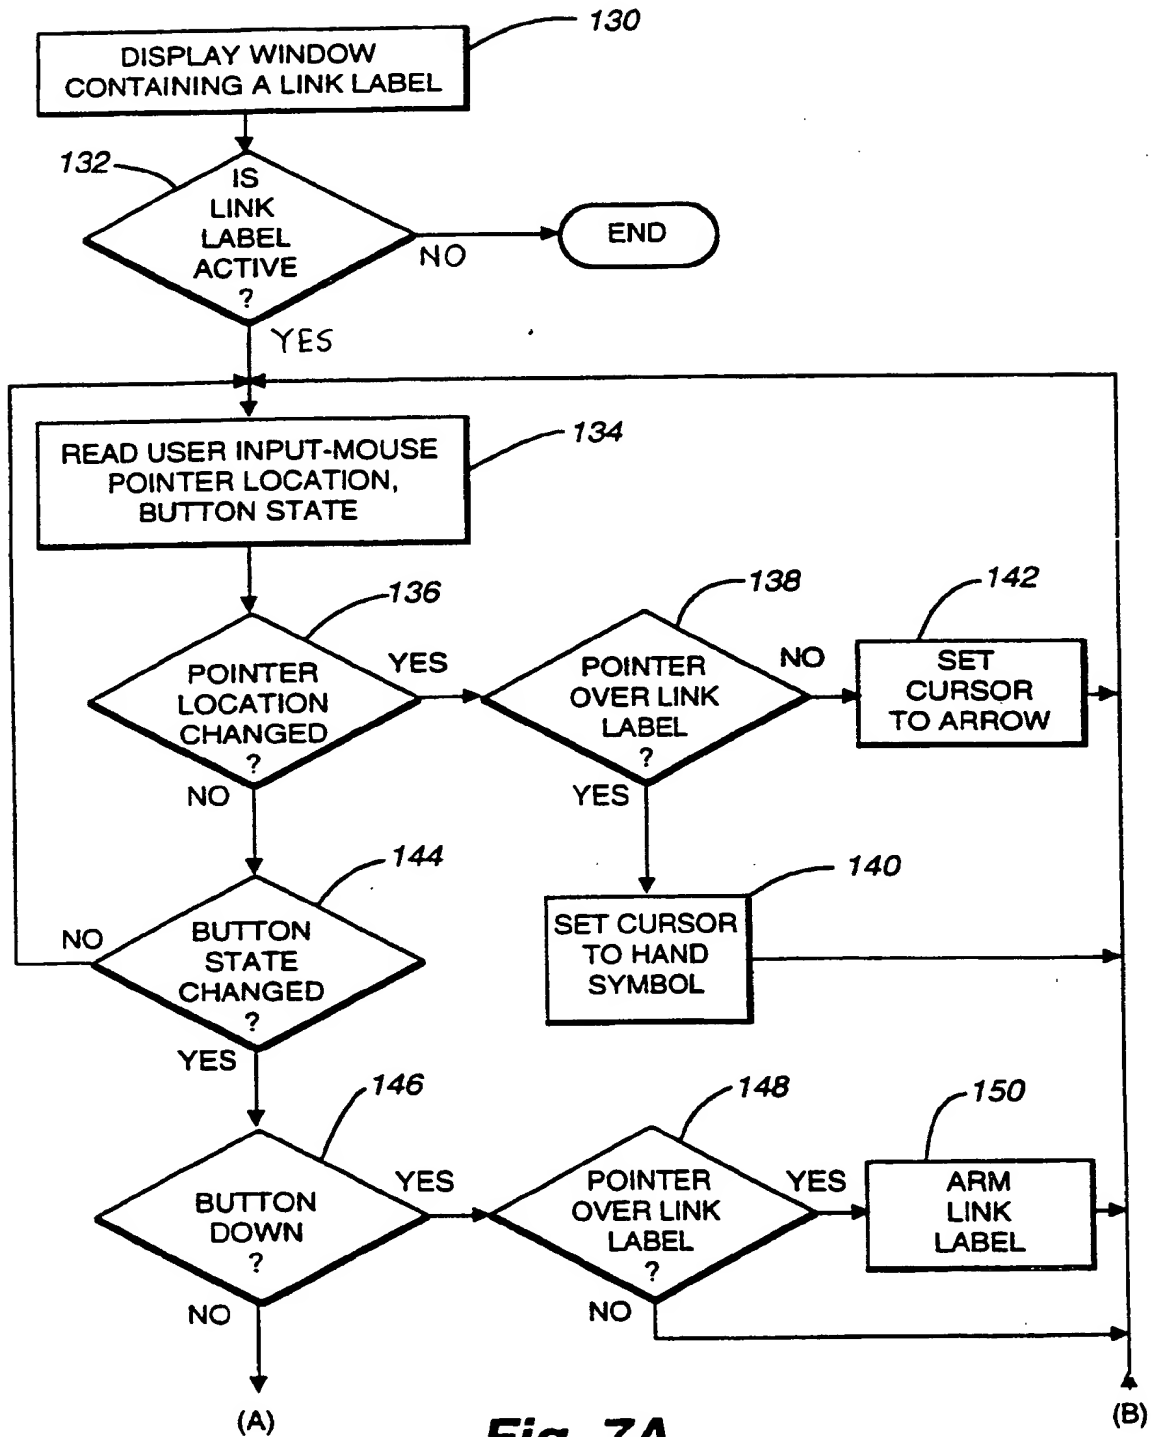 130
DISPLAY WINDOW
CONTAINING A LINK LABEL
132
IS
LINK
LABEL
ACTIVE
?
NO
END
YES
134
READ USER INPUT-MOUSE
POINTER LOCATION,
BUTTON STATE
136
POINTER
LOCATION
CHANGED
?
YES
NO
138
POINTER
OVER LINK
LABEL
?
NO
YES
142
SET
CURSOR
TO ARROW
140
SET CURSOR
TO HAND
SYMBOL
144
BUTTON
STATE
CHANGED
?
NO
YES
146
BUTTON
DOWN
?
YES
NO
148
POINTER
OVER LINK
LABEL
?
YES
NO
150
ARM
LINK
LABEL
(A)
(B)
Fig. 7A